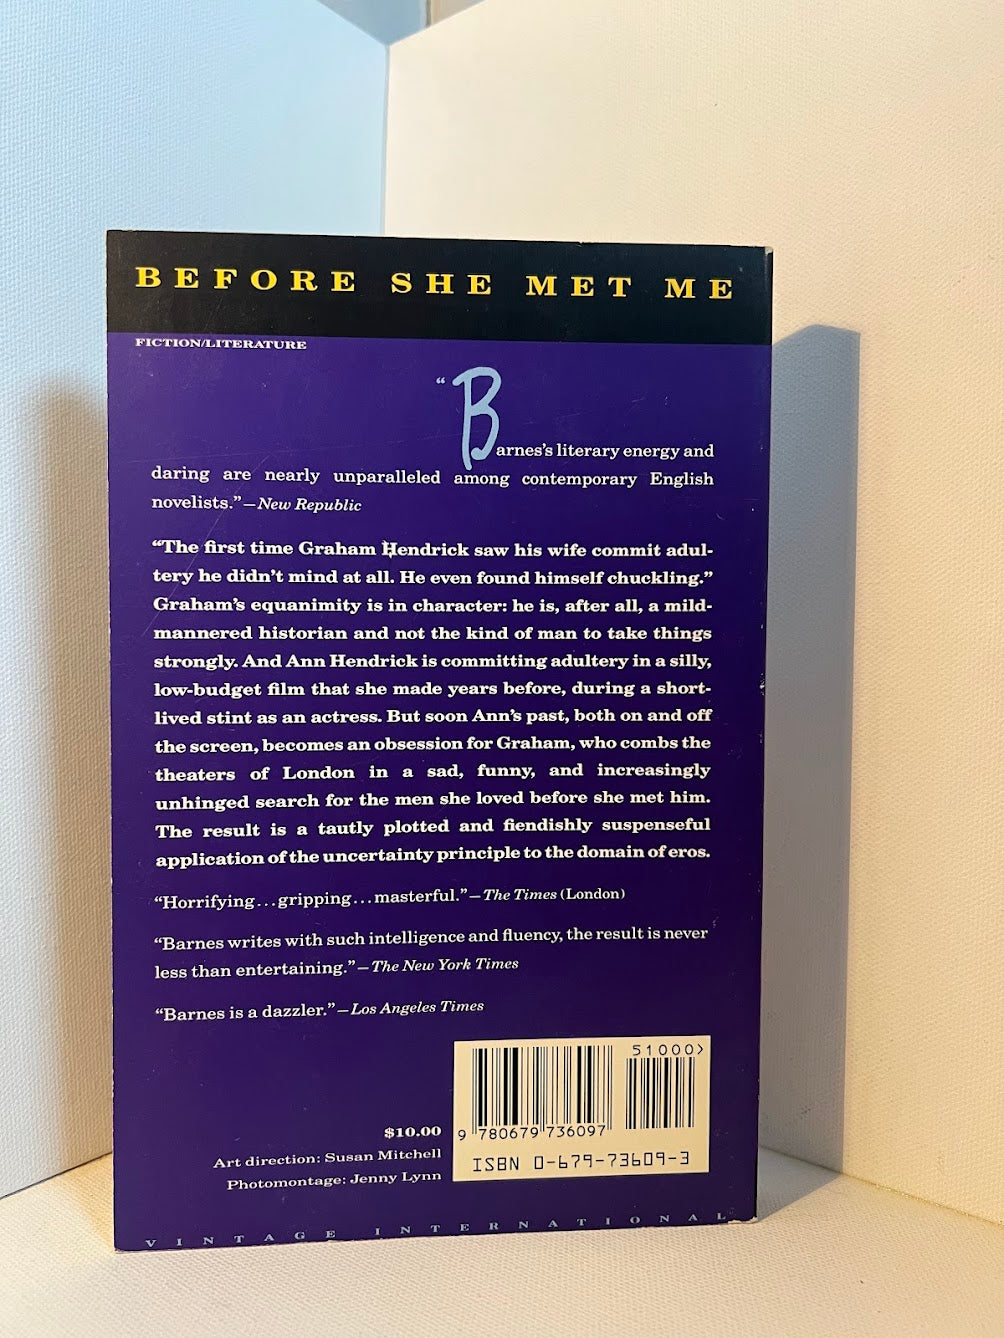 BEFORE SHE MET ME
FICTION/LITERATURE
“Barnes’s literary energy and
daring are nearly unparalleled among contemporary English
novelists.”—New Republic
“The first time Graham Hendrick saw his wife commit adul-
tery he didn’t mind at all. He even found himself chuckling.”
Graham’s equanimity is in character: he is, after all, a mild-
mannered historian and not the kind of man to take things
strongly. And Ann Hendrick is committing adultery in a silly,
low-budget film that she made years before, during a short-
lived stint as an actress. But soon Ann’s past, both on and off
the screen, becomes an obsession for Graham, who combs the
theaters of London in a sad, funny, and increasingly
unhinged search for the men she loved before she met him.
The result is a tautly plotted and fiendishly suspenseful
application of the uncertainty principle to the domain of eros.
“Horrifying...gripping...masterful.”—The Times (London)
“Barnes writes with such intelligence and fluency, the result is never
less than entertaining.”—The New York Times
“Barnes is a dazzler.”—Los Angeles Times
51000>
9 780679 736097
ISBN 0-679-73609-3
$10.00
Art direction: Susan Mitchell
Photomontage: Jenny Lynn
VINTAGE INTERNATIONAL